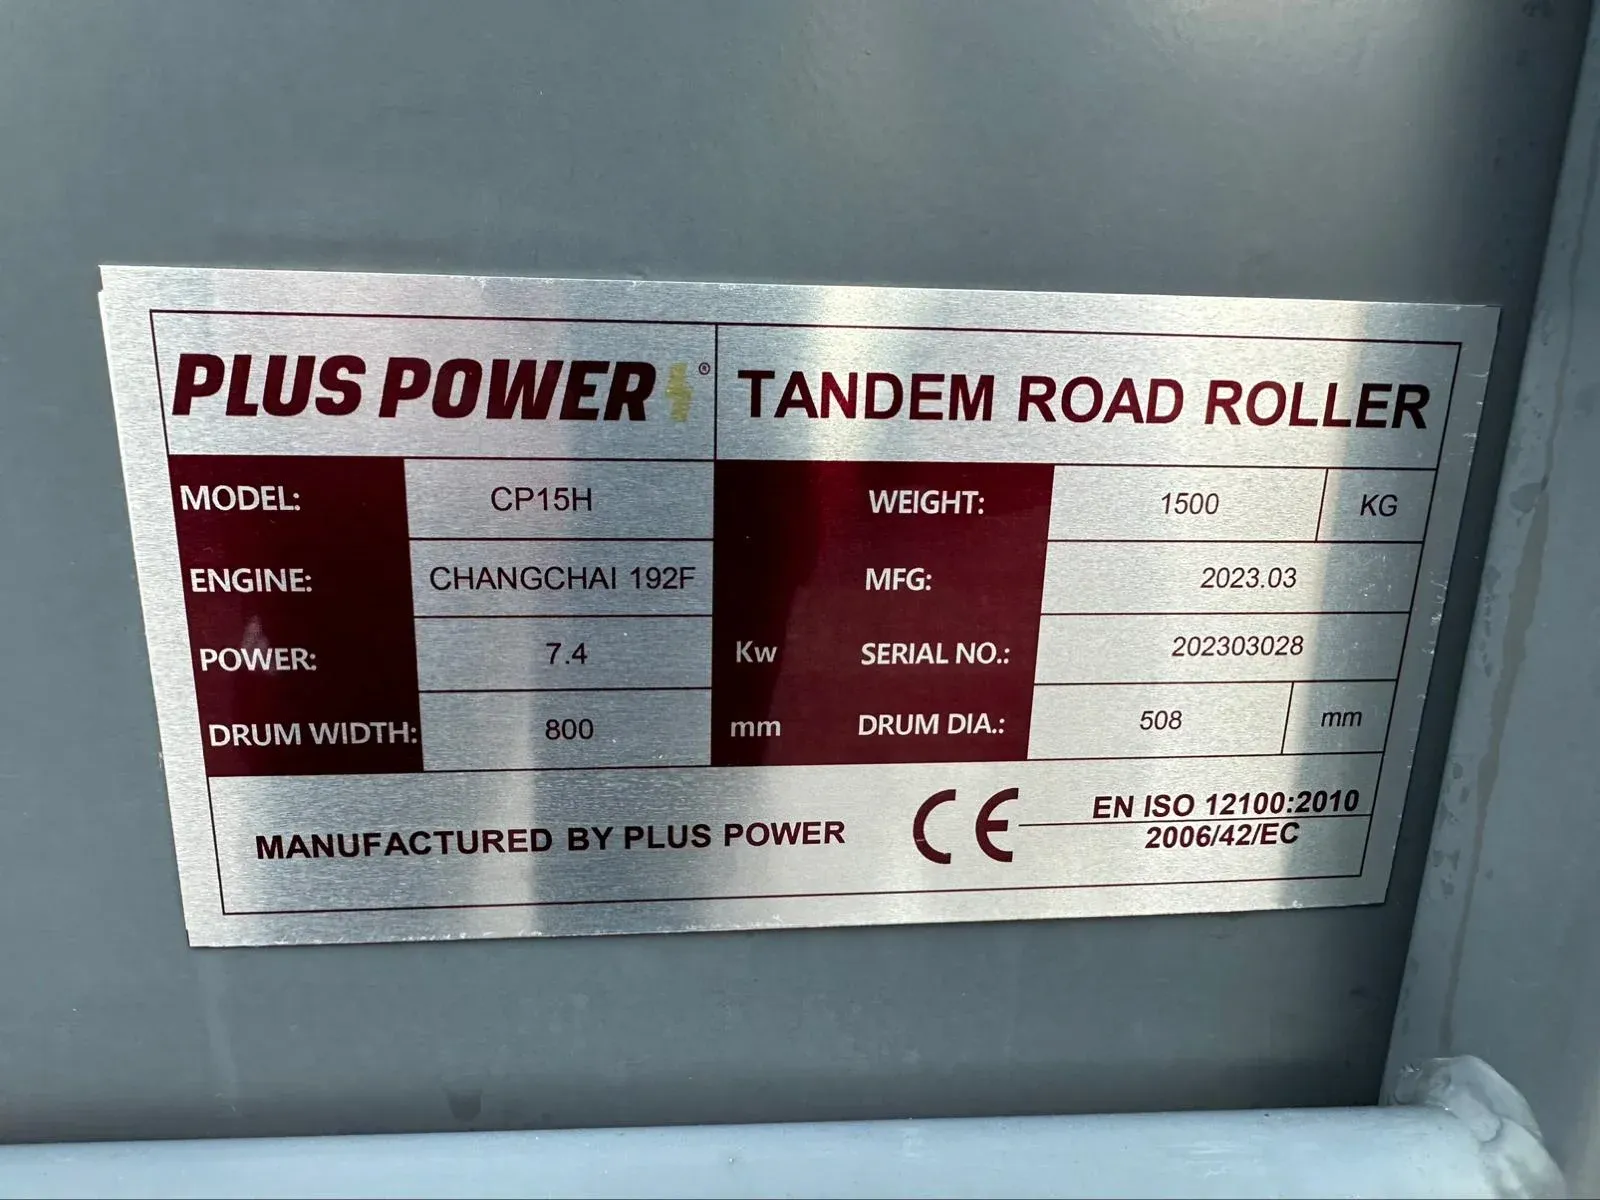 PLUS POWER®
TANDEM ROAD ROLLER
MODEL: CP15H WEIGHT: 1500 KG
ENGINE: CHANGCHAI 192F MFG: 2023.03
POWER: 7.4 Kw SERIAL NO.: 202303028
DRUM WIDTH: 800 mm DRUM DIA.: 508 mm
MANUFACTURED BY PLUS POWER
CE
EN ISO 12100:2010
2006/42/EC